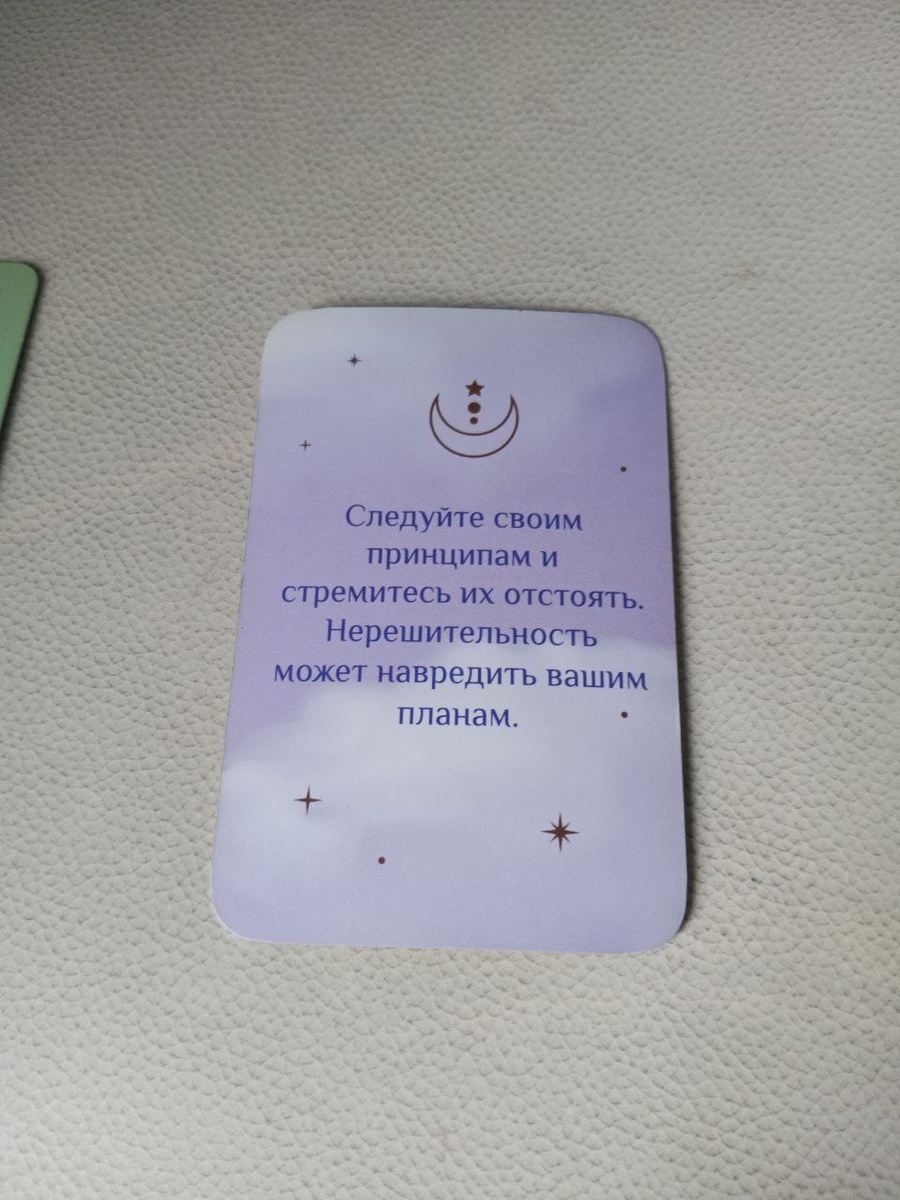 Следуйте своим
принципам и
стремитесь их отстоять.
Нерешительность
может навредить вашим
планам.